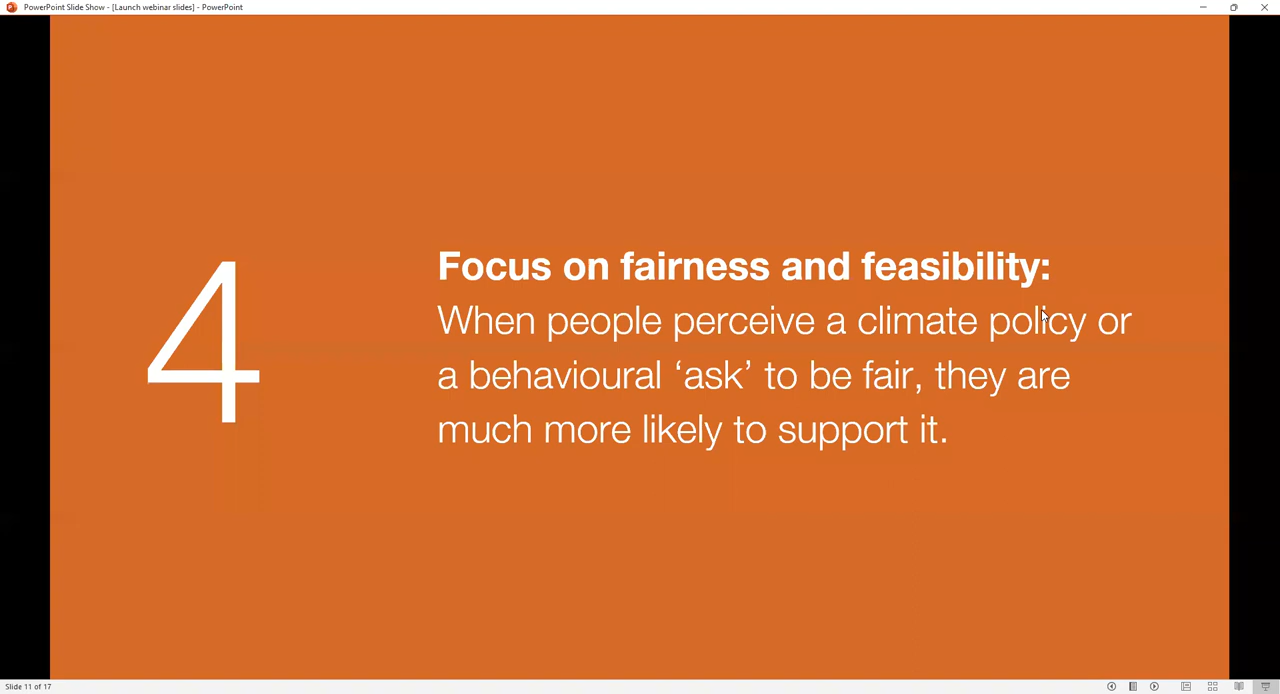 PowerPoint Slide Show - [Launch webinar slides] - PowerPoint
4
Focus on fairness and feasibility:
When people perceive a climate policy or
a behavioural ‘ask’ to be fair, they are
much more likely to support it.
Slide 11 of 17